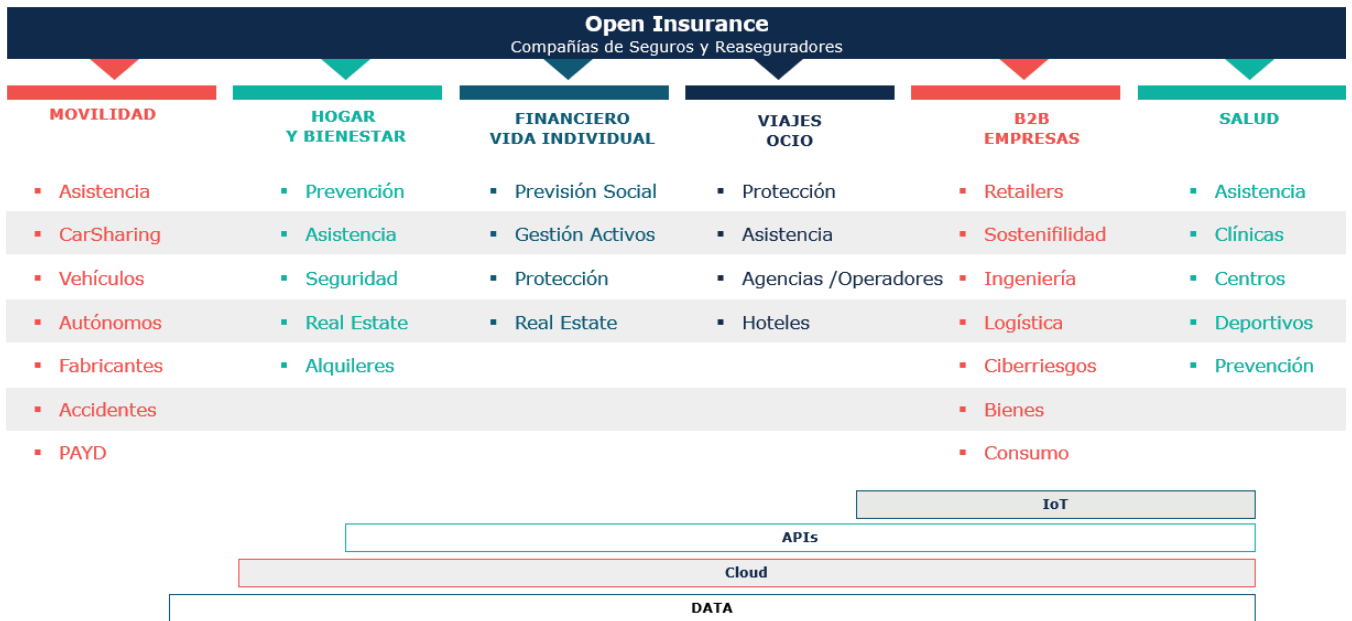 Open Insurance
Compañías de Seguros y Reaseguradores
MOVILIDAD
HOGAR
Y BIENESTAR
FINANCIERO
VIDA INDIVIDUAL
VIAJES
OCIO
B2B
EMPRESAS
SALUD
▪ Asistencia
▪ CarSharing
▪ Vehículos
▪ Autónomos
▪ Fabricantes
▪ Accidentes
▪ PAYD
▪ Prevención
▪ Asistencia
▪ Seguridad
▪ Real Estate
▪ Alquileres
▪ Previsión Social
▪ Gestión Activos
▪ Protección
▪ Real Estate
▪ Protección
▪ Asistencia
▪ Agencias /Operadores
▪ Hoteles
▪ Retailers
▪ Sostenifilidad
▪ Ingeniería
▪ Logística
▪ Ciberriesgos
▪ Bienes
▪ Consumo
▪ Asistencia
▪ Clínicas
▪ Centros
▪ Deportivos
▪ Prevención
IoT
APIs
Cloud
DATA